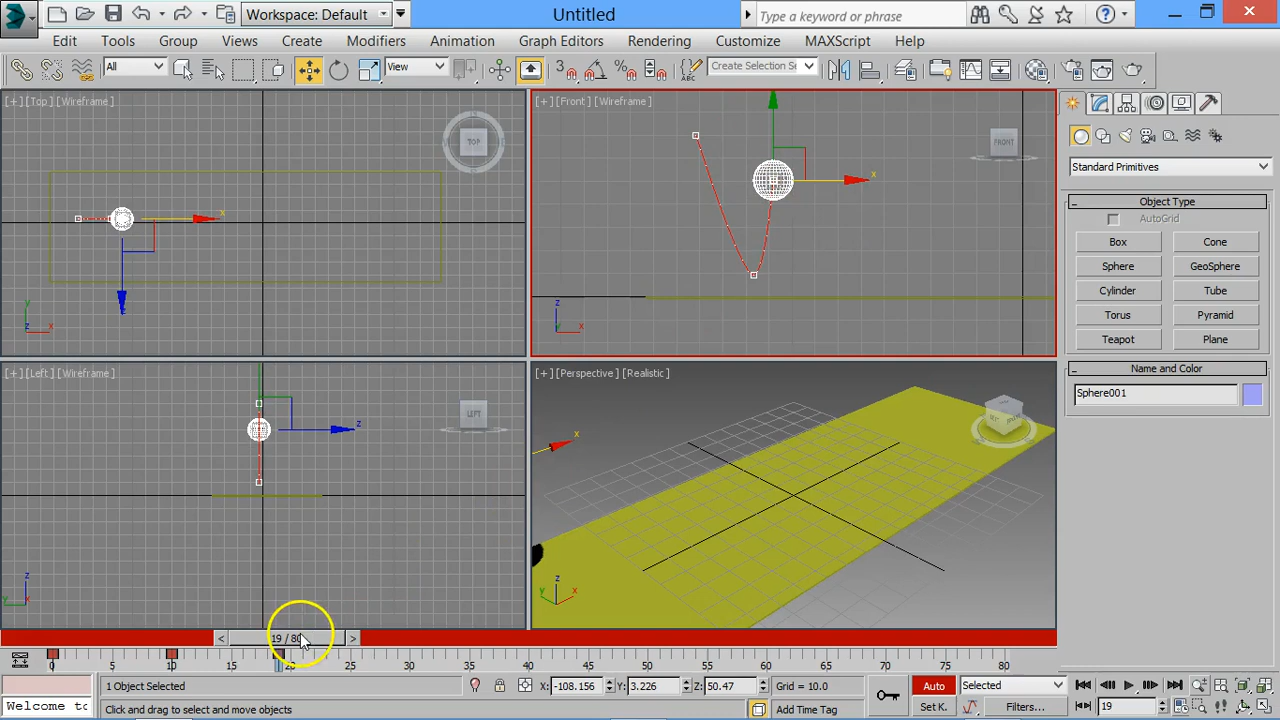 Workspace: Default
Untitled
Type a keyword or phrase
Edit Tools Group Views Create Modifiers Animation Graph Editors Rendering Customize MAXScript Help
All
View
3
%
ABC
Create Selection Se
[+] [Top] [Wireframe]
TOP
x
z
y
z x
[+] [Front] [Wireframe]
FRONT
x
z
x
[+] [Left] [Wireframe]
LEFT
z
z
[+] [Perspective] [Realistic]
x
z
y x
Standard Primitives
- Object Type
AutoGrid
Box Cone
Sphere GeoSphere
Cylinder Tube
Torus Pyramid
Teapot Plane
- Name and Color
Sphere001
< 19 / 80 >
0 5 10 15 20 25 30 35 40 45 50 55 60 65 70 75 80
1 Object Selected
X: -108.156 Y: 3.226 Z: 50.47 Grid = 10.0
Auto Selected
Welcome to
Click and drag to select and move objects
Add Time Tag
Set K. Filters...
19